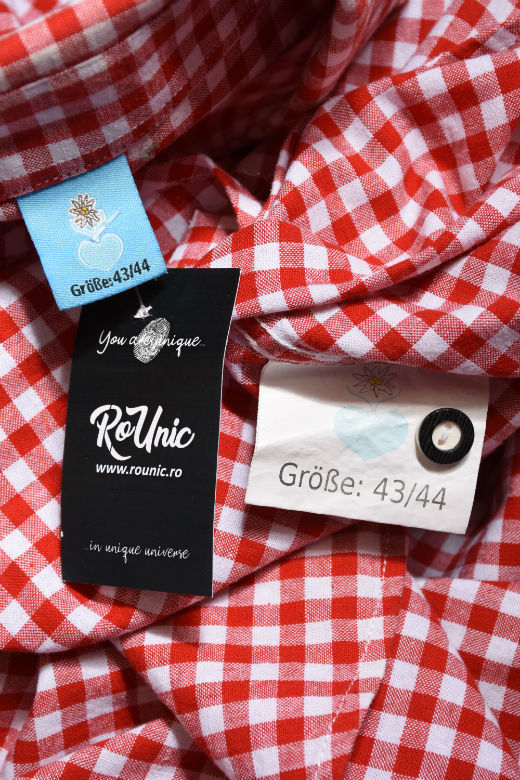 Größe: 43/44
You are unique...
RoUnic
www.rounic.ro
...in unique universe
Größe: 43/44